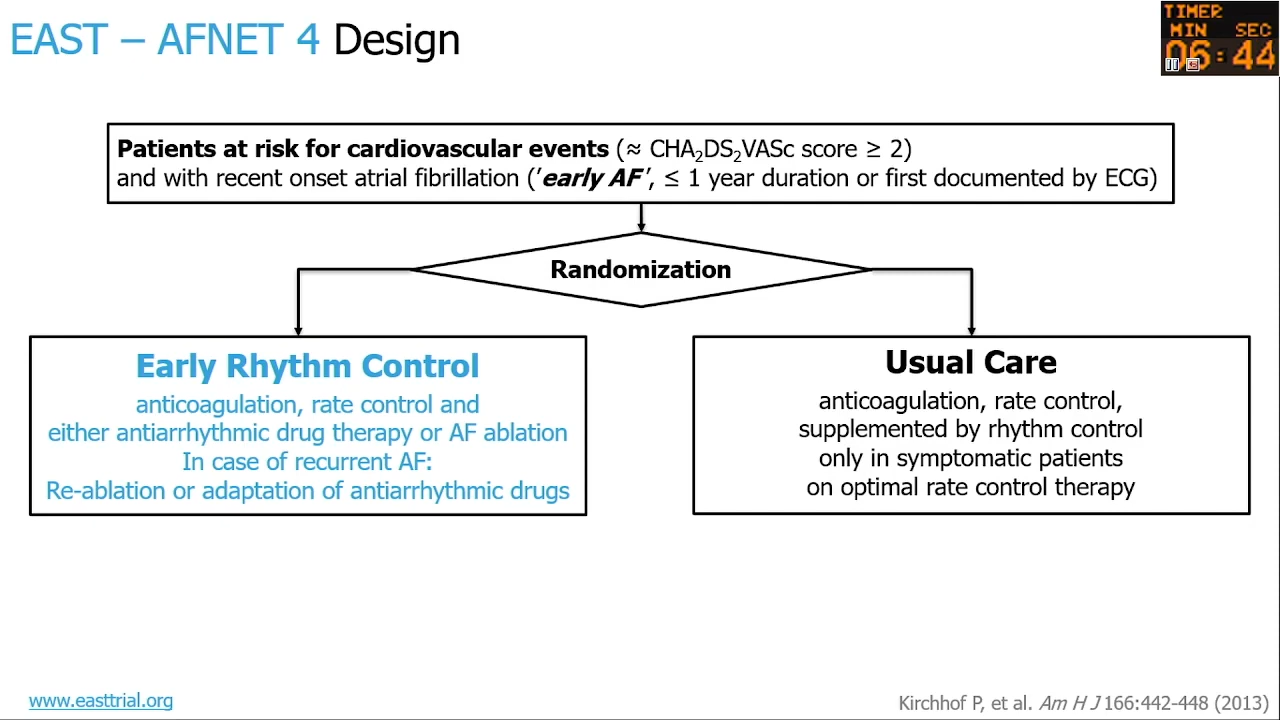 EAST – AFNET 4 Design
TIMER
MIN SEC
06:44
Patients at risk for cardiovascular events (≈ CHA₂DS₂VASc score ≥ 2)
and with recent onset atrial fibrillation ('early AF', ≤ 1 year duration or first documented by ECG)
Randomization
Early Rhythm Control
anticoagulation, rate control and
either antiarrhythmic drug therapy or AF ablation
In case of recurrent AF:
Re-ablation or adaptation of antiarrhythmic drugs
Usual Care
anticoagulation, rate control,
supplemented by rhythm control
only in symptomatic patients
on optimal rate control therapy
www.easttrial.org
Kirchhof P, et al. Am H J 166:442-448 (2013)